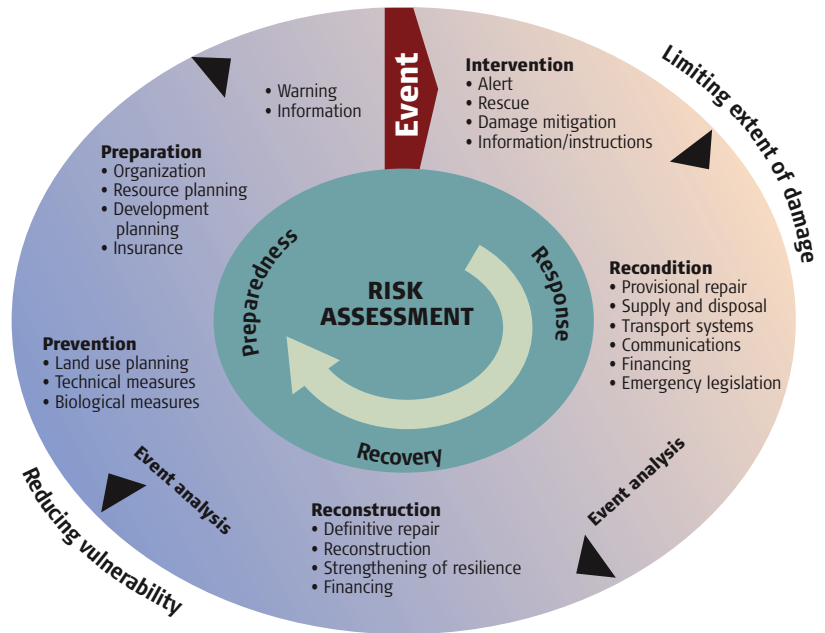 Event
Intervention
• Alert
• Rescue
• Damage mitigation
• Information/instructions
Limiting extent of damage
Recondition
• Provisional repair
• Supply and disposal
• Transport systems
• Communications
• Financing
• Emergency legislation
Event analysis
Reconstruction
• Definitive repair
• Reconstruction
• Strengthening of resilience
• Financing
Event analysis
Reducing vulnerability
Prevention
• Land use planning
• Technical measures
• Biological measures
Preparation
• Organization
• Resource planning
• Development
planning
• Insurance
• Warning
• Information
RISK
ASSESSMENT
Response
Recovery
Preparedness